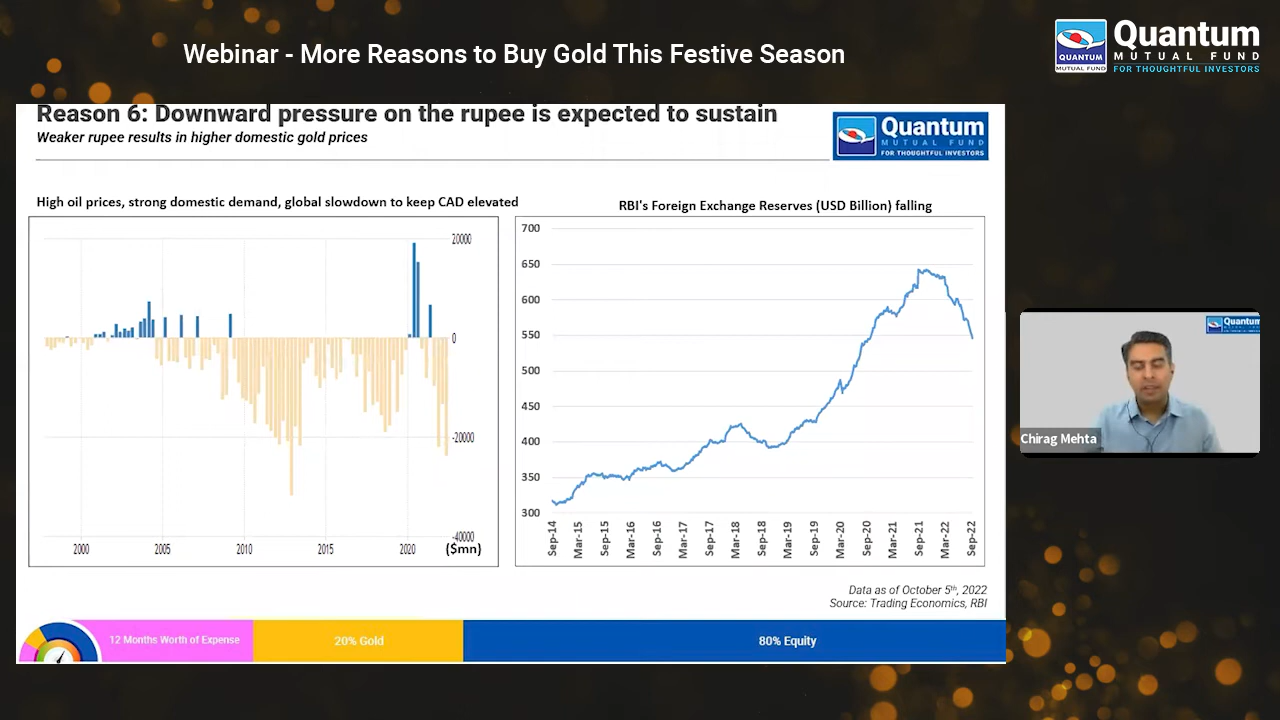 Webinar - More Reasons to Buy Gold This Festive Season
QUANTUM
MUTUAL FUND
Quantum
MUTUAL FUND
FOR THOUGHTFUL INVESTORS
Reason 6: Downward pressure on the rupee is expected to sustain
Weaker rupee results in higher domestic gold prices
Quantum
MUTUAL FUND
FOR THOUGHTFUL INVESTORS
High oil prices, strong domestic demand, global slowdown to keep CAD elevated
20000
0
-20000
-40000
2000 2005 2010 2015 2020 ($mn)
RBI's Foreign Exchange Reserves (USD Billion) falling
700
650
600
550
500
450
400
350
300
Sep-14 Mar-15 Sep-15 Mar-16 Sep-16 Mar-17 Sep-17 Mar-18 Sep-18 Mar-19 Sep-19 Mar-20 Sep-20 Mar-21 Sep-21 Mar-22 Sep-22
Quantum
Chirag Mehta
Data as of October 5th, 2022
Source: Trading Economics, RBI
12 Months Worth of Expense
20% Gold
80% Equity